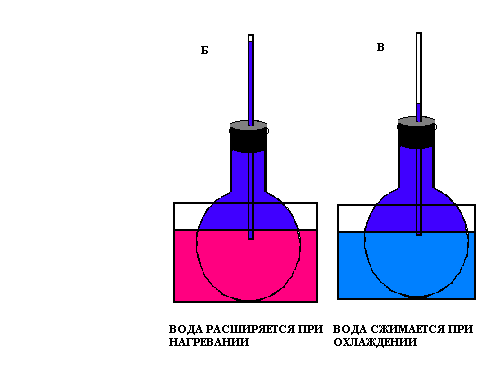 Б
В
ВОДА РАСШИРЯЕТСЯ ПРИ
НАГРЕВАНИИ
ВОДА СЖИМАЕТСЯ ПРИ
ОХЛАЖДЕНИИ